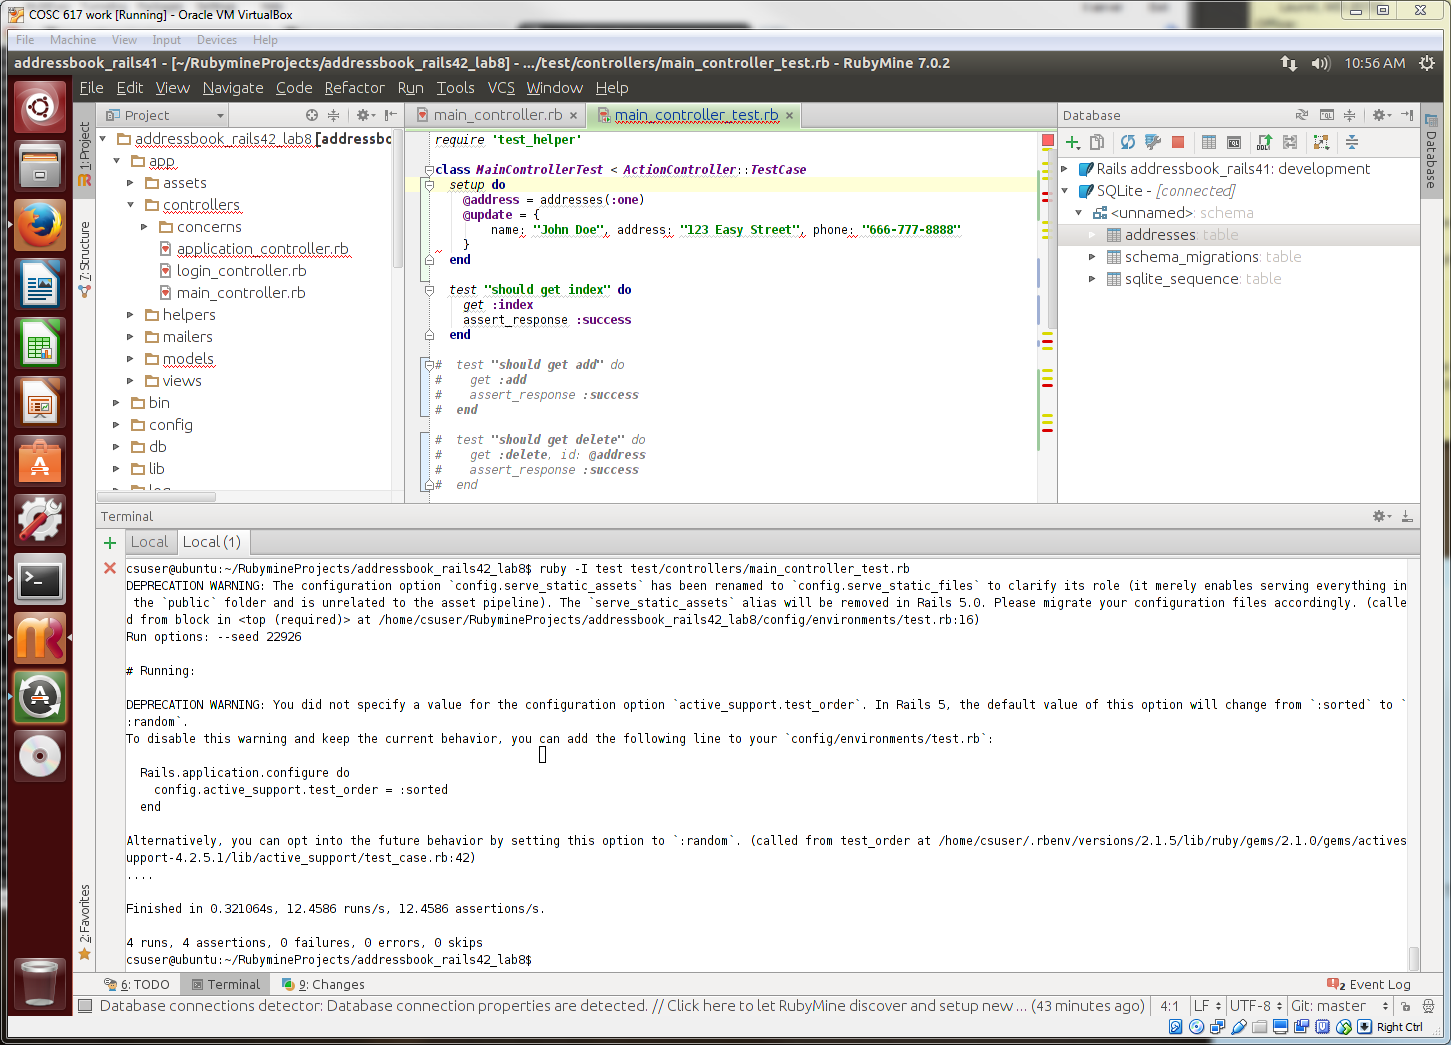 COSC 617 work [Running] - Oracle VM VirtualBox
File Machine View Input Devices Help
addressbook_rails41 - [~/RubymineProjects/addressbook_rails42_lab8] - .../test/controllers/main_controller_test.rb - RubyMine 7.0.2
10:56 AM
File Edit View Navigate Code Refactor Run Tools VCS Window Help
1: Project
7: Structure
2: Favorites
Project
addressbook_rails42_lab8 [addressbo
app
assets
controllers
concerns
application_controller.rb
login_controller.rb
main_controller.rb
helpers
mailers
models
views
bin
config
db
lib
log
main_controller.rb
main_controller_test.rb
require 'test_helper'
class MainControllerTest < ActionController::TestCase
setup do
@address = addresses(:one)
@update = {
name: "John Doe", address: "123 Easy Street", phone: "666-777-8888"
}
end
test "should get index" do
get :index
assert_response :success
end
# test "should get add" do
# get :add
# assert_response :success
# end
# test "should get delete" do
# get :delete, id: @address
# assert_response :success
# end
Database
Rails addressbook_rails41: development
SQLite - [connected]
<unnamed>: schema
addresses: table
schema_migrations: table
sqlite_sequence: table
Database
Terminal
Local
Local (1)
csuser@ubuntu:~/RubymineProjects/addressbook_rails42_lab8$ ruby -I test test/controllers/main_controller_test.rb
DEPRECATION WARNING: The configuration option `config.serve_static_assets` has been renamed to `config.serve_static_files` to clarify its role (it merely enables serving everything in
the `public` folder and is unrelated to the asset pipeline). The `serve_static_assets` alias will be removed in Rails 5.0. Please migrate your configuration files accordingly. (calle
d from block in <top (required)> at /home/csuser/RubymineProjects/addressbook_rails42_lab8/config/environments/test.rb:16)
Run options: --seed 22926
# Running:
DEPRECATION WARNING: You did not specify a value for the configuration option `active_support.test_order`. In Rails 5, the default value of this option will change from `:sorted` to `
:random`.
To disable this warning and keep the current behavior, you can add the following line to your `config/environments/test.rb`:
Rails.application.configure do
config.active_support.test_order = :sorted
end
Alternatively, you can opt into the future behavior by setting this option to `:random`. (called from test_order at /home/csuser/.rbenv/versions/2.1.5/lib/ruby/gems/2.1.0/gems/actives
upport-4.2.5.1/lib/active_support/test_case.rb:42)
....
Finished in 0.321064s, 12.4586 runs/s, 12.4586 assertions/s.
4 runs, 4 assertions, 0 failures, 0 errors, 0 skips
csuser@ubuntu:~/RubymineProjects/addressbook_rails42_lab8$
6: TODO
Terminal
9: Changes
2 Event Log
Database connections detector: Database connection properties are detected. // Click here to let RubyMine discover and setup new ... (43 minutes ago)
4:1 LF UTF-8 Git: master
Right Ctrl